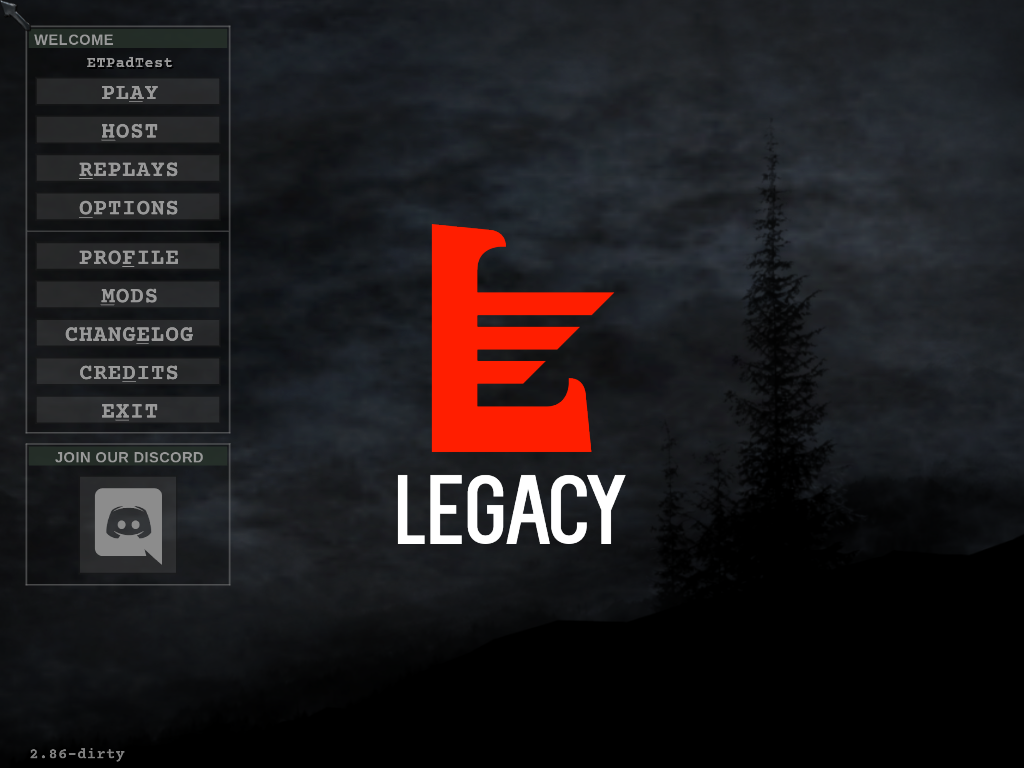 WELCOME
ETPadTest
PLAY
HOST
REPLAYS
OPTIONS
PROFILE
MODS
CHANGELOG
CREDITS
EXIT
JOIN OUR DISCORD
LEGACY
2.86-dirty